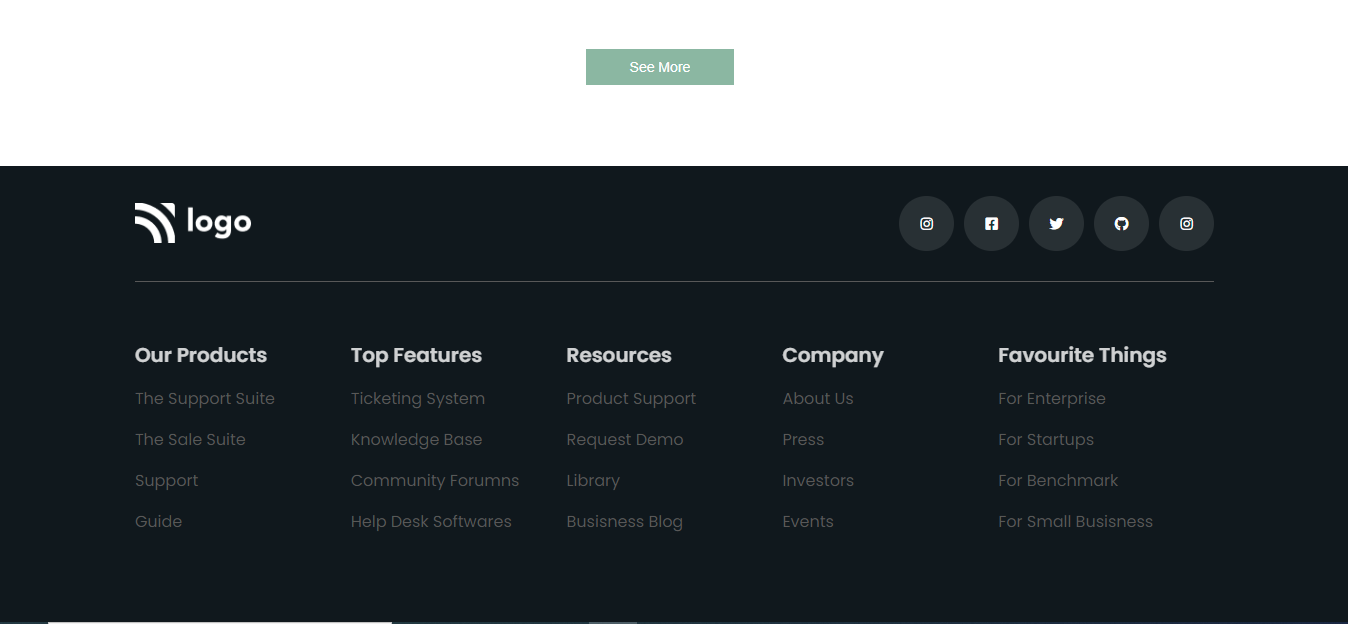 See More
logo
Our Products
The Support Suite
The Sale Suite
Support
Guide
Top Features
Ticketing System
Knowledge Base
Community Forumns
Help Desk Softwares
Resources
Product Support
Request Demo
Library
Busisness Blog
Company
About Us
Press
Investors
Events
Favourite Things
For Enterprise
For Startups
For Benchmark
For Small Busisness